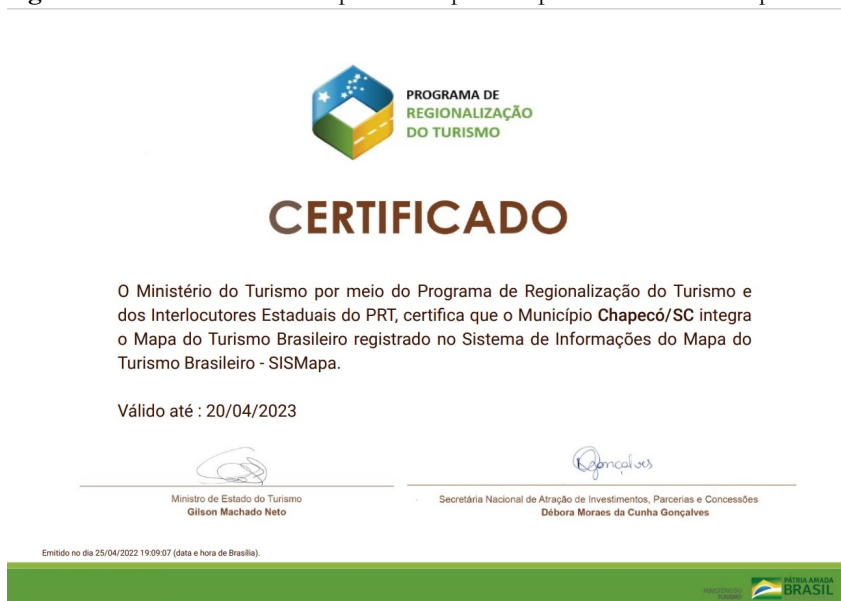 PROGRAMA DE
REGIONALIZAÇÃO
DO TURISMO
CERTIFICADO
O Ministério do Turismo por meio do Programa de Regionalização do Turismo e
dos Interlocutores Estaduais do PRT, certifica que o Município Chapecó/SC integra
o Mapa do Turismo Brasileiro registrado no Sistema de Informações do Mapa do
Turismo Brasileiro - SISMapa.
Válido até : 20/04/2023
Gonçalves
Ministro de Estado do Turismo
Gilson Machado Neto
Secretária Nacional de Atração de Investimentos, Parcerias e Concessões
Débora Moraes da Cunha Gonçalves
Emitido no dia 25/04/2022 19:09:07 (data e hora de Brasília).
MINISTÉRIO DO
TURISMO
PÁTRIA AMADA
BRASIL